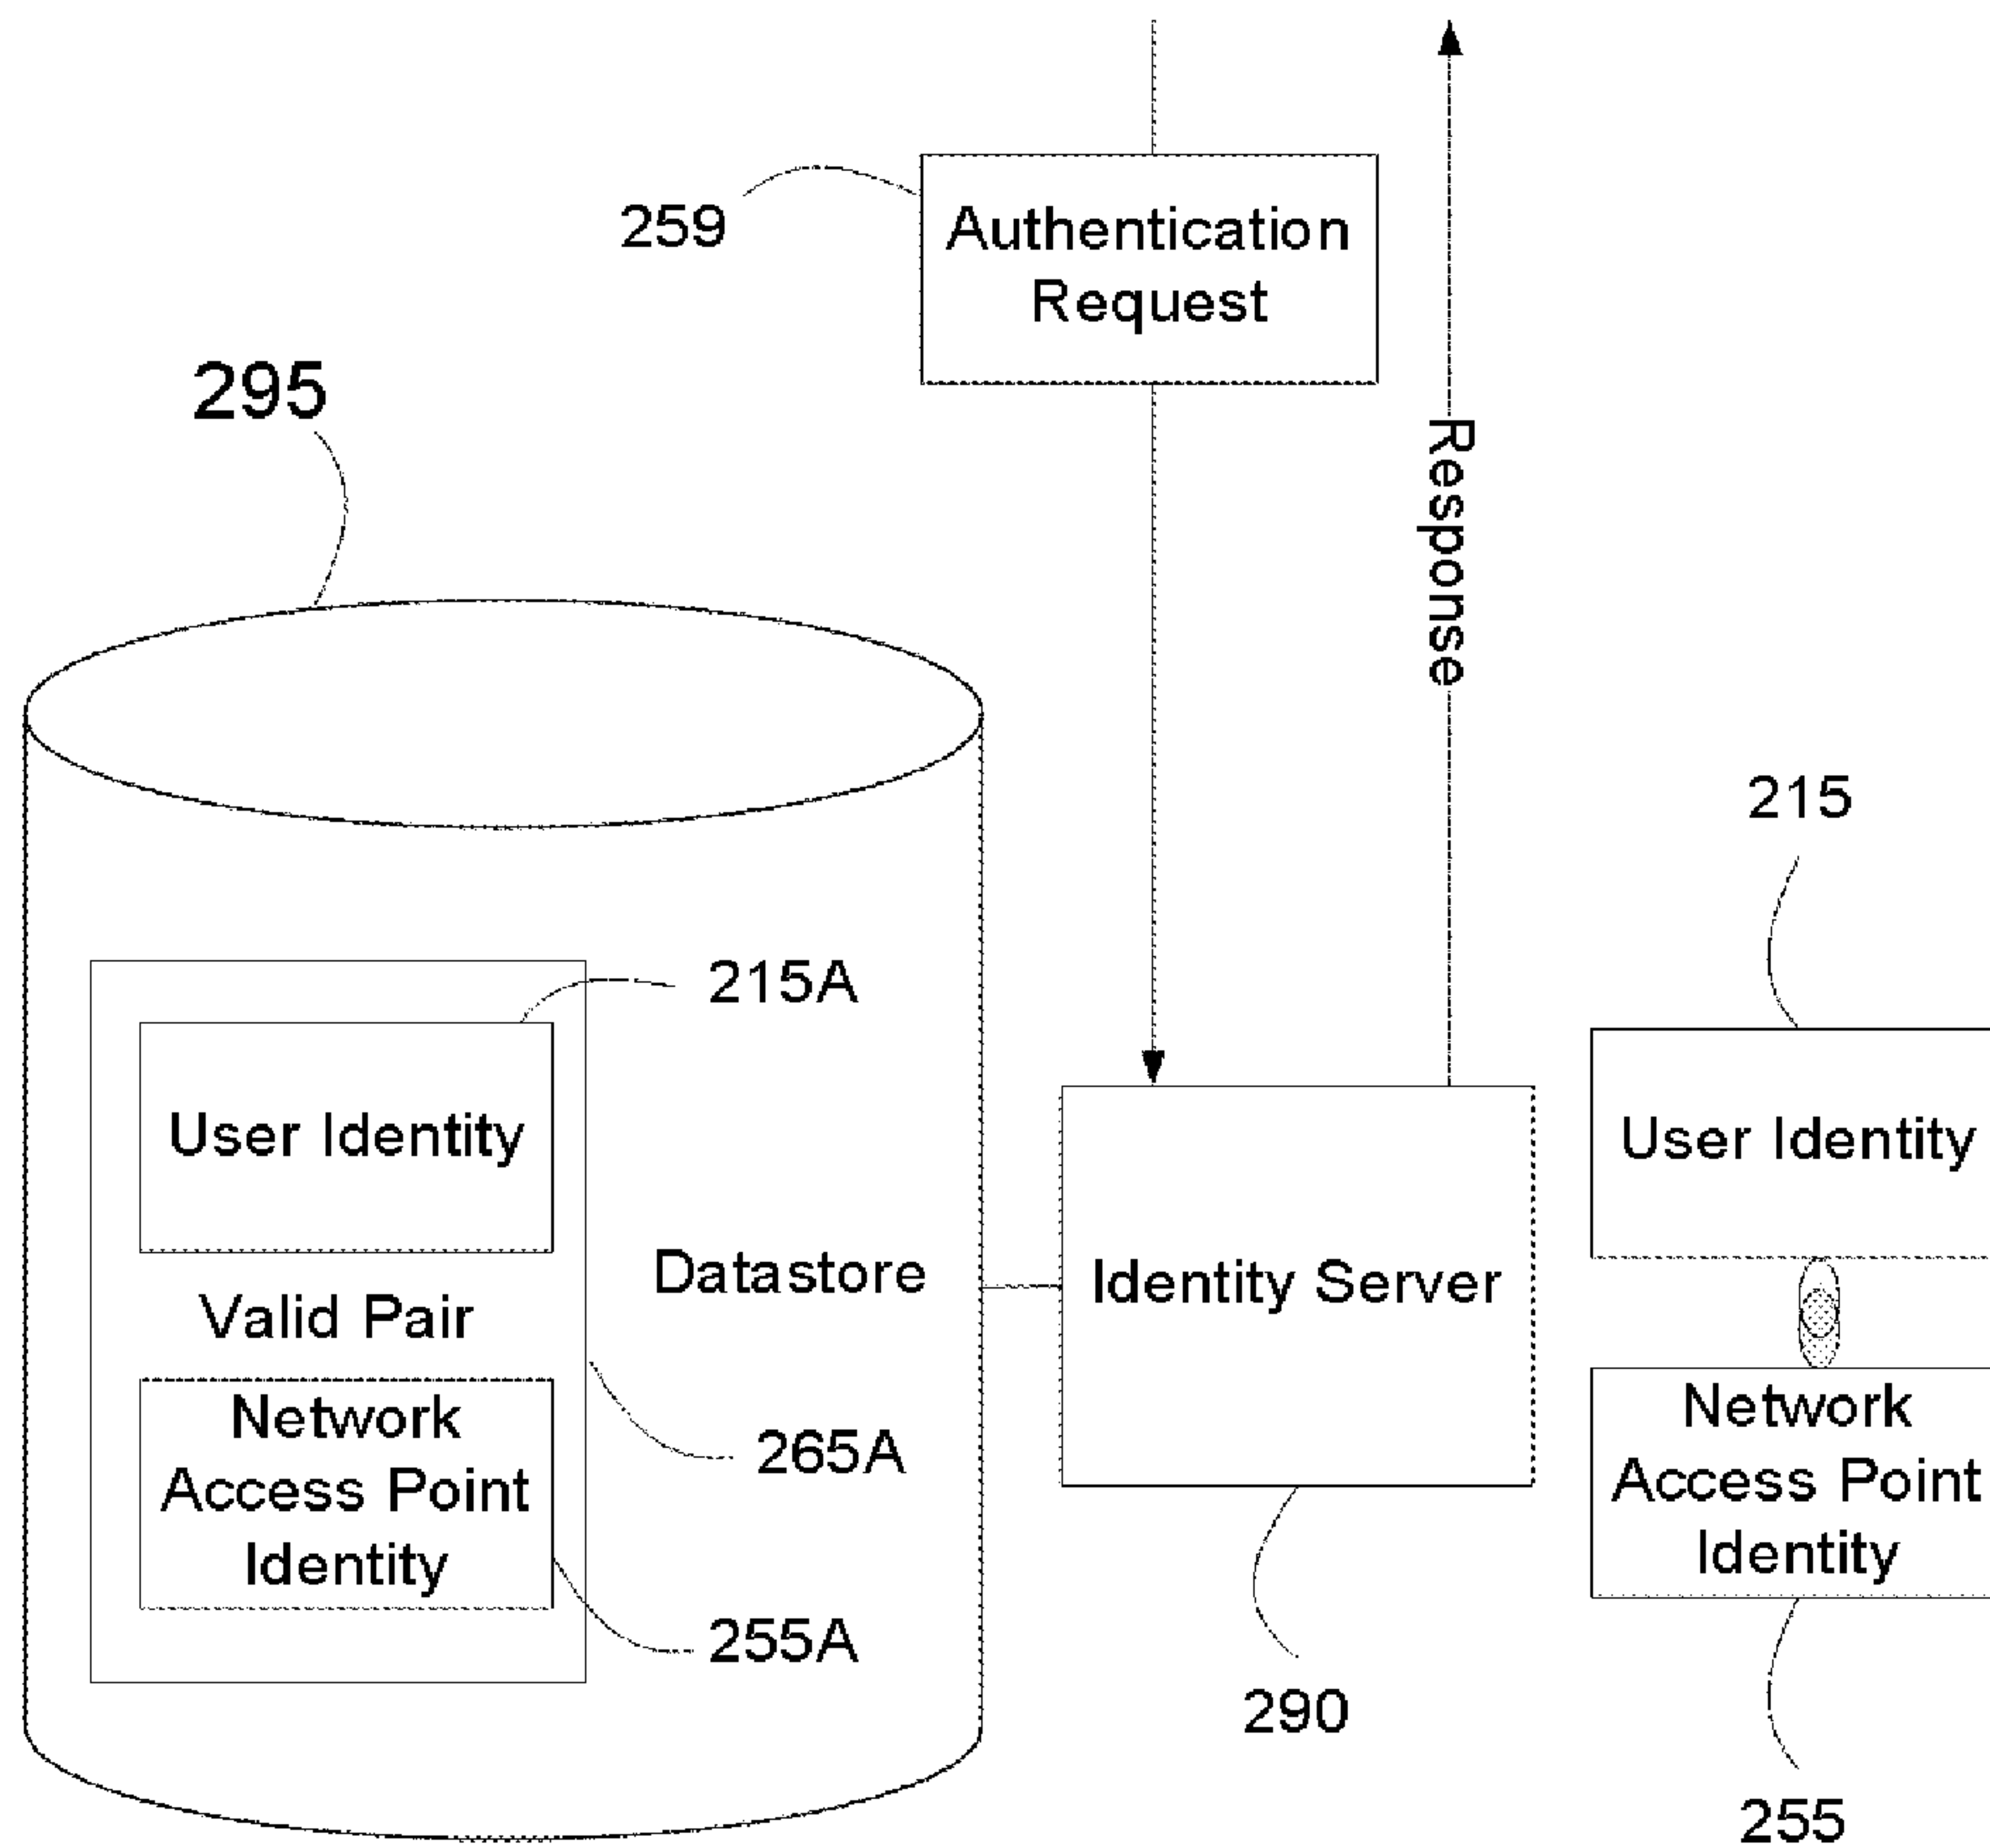 259
Authentication
Request
295
Response
215
215A
User Identity
User Identity
Datastore
Identity Server
Valid Pair
Network
Access Point
Identity
265A
Network
Access Point
Identity
255A
290
255